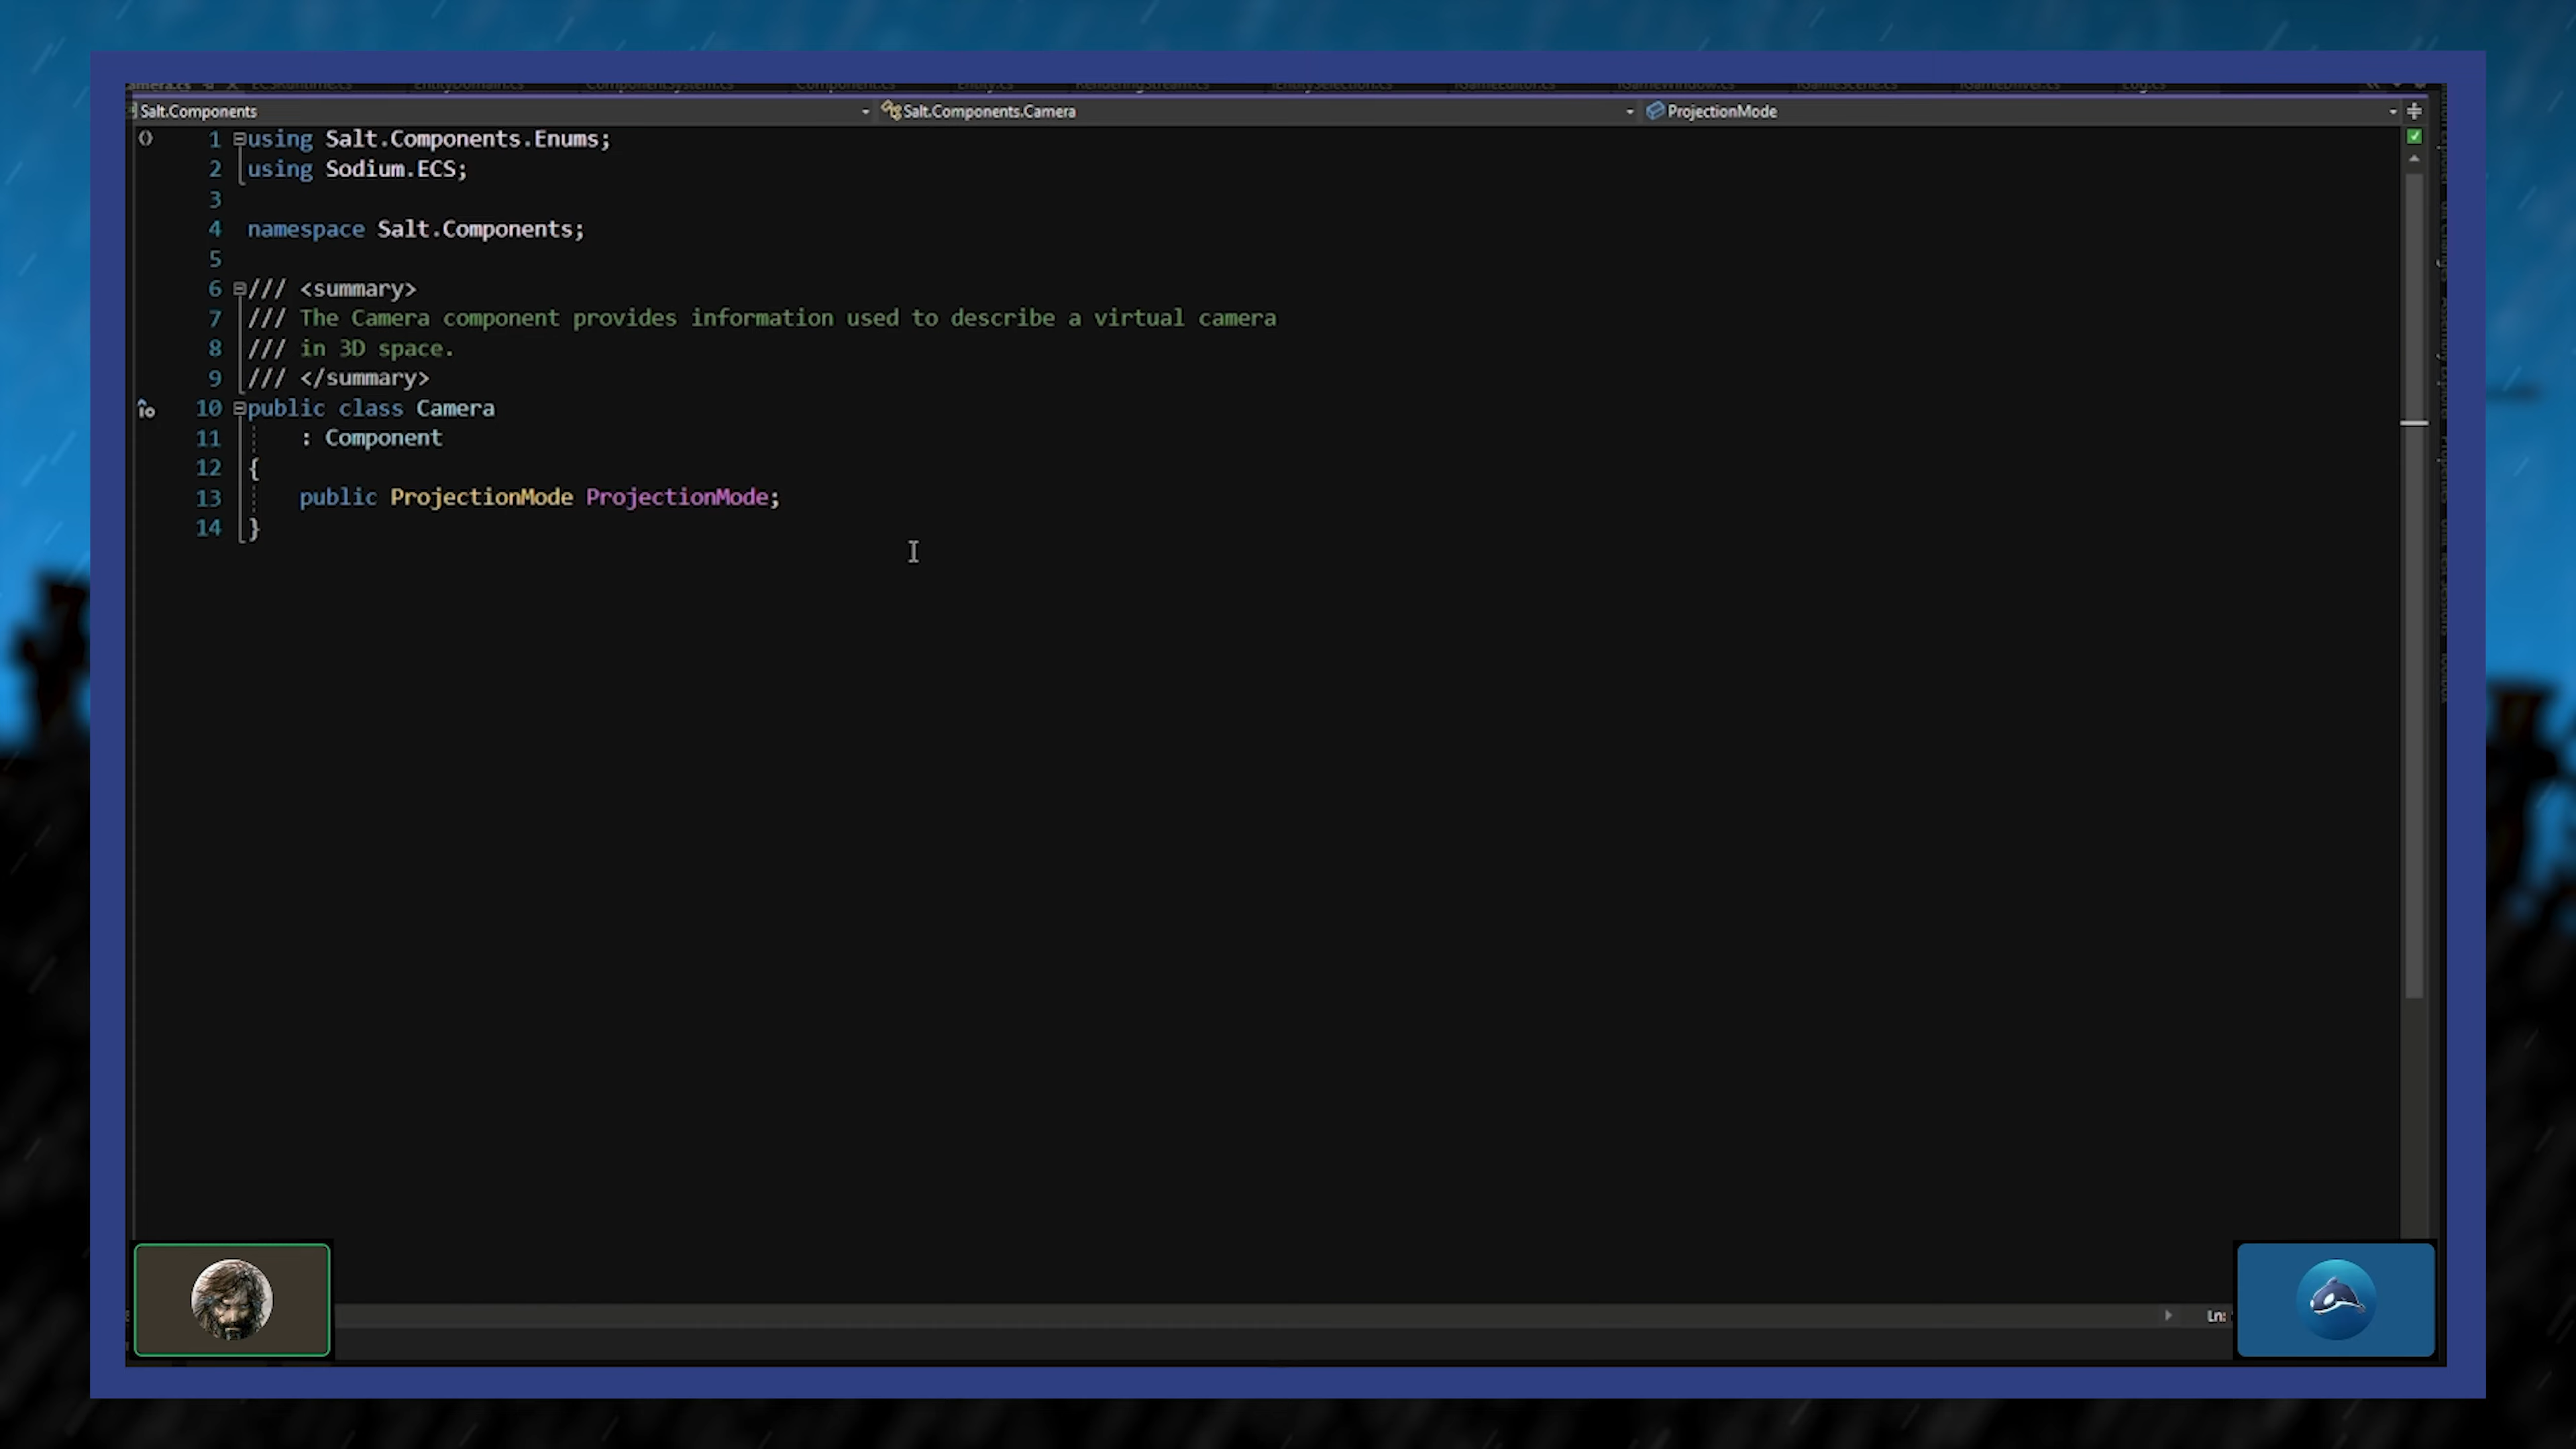 Salt.Components
Salt.Components.Camera
ProjectionMode
1 using Salt.Components.Enums;
2 using Sodium.ECS;
3
4 namespace Salt.Components;
5
6 /// <summary>
7 /// The Camera component provides information used to describe a virtual camera
8 /// in 3D space.
9 /// </summary>
10 public class Camera
11 : Component
12 {
13 public ProjectionMode ProjectionMode;
14 }
Ln: